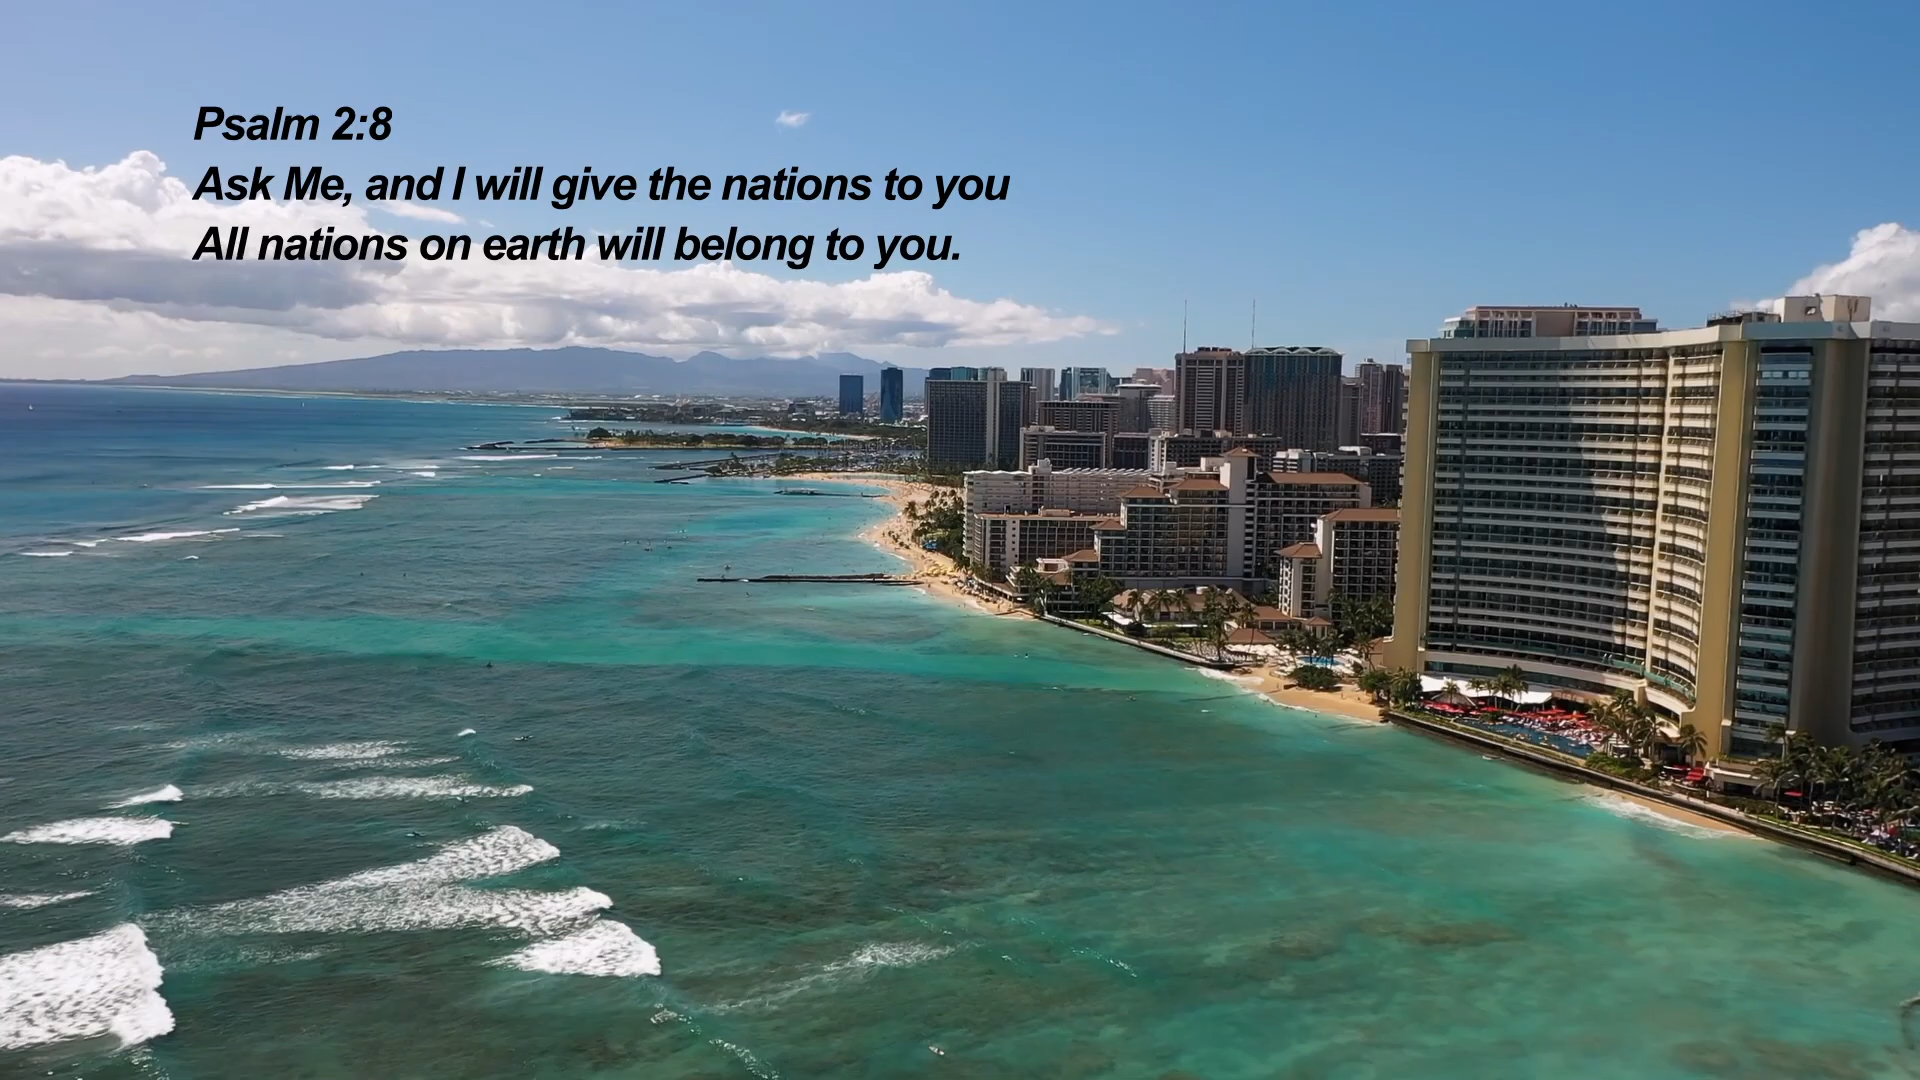 Psalm 2:8
Ask Me, and I will give the nations to you
All nations on earth will belong to you.